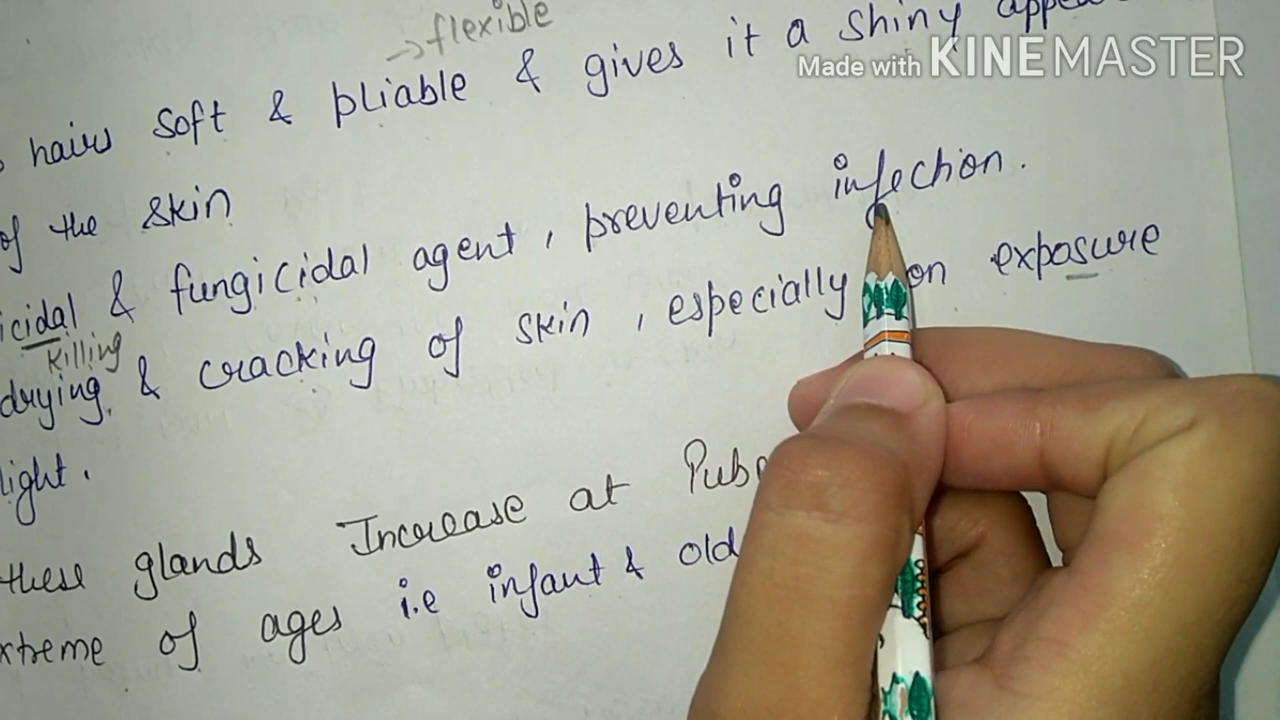 →flexible
hairs soft & pliable & gives it a shiny
Made with KINEMASTER
of the skin
icidal & fungicidal agent, preventing infection.
killing
drying, & cracking of skin, especially on exposure
light.
these glands Increase at Pub
xtreme of ages i.e infant & old